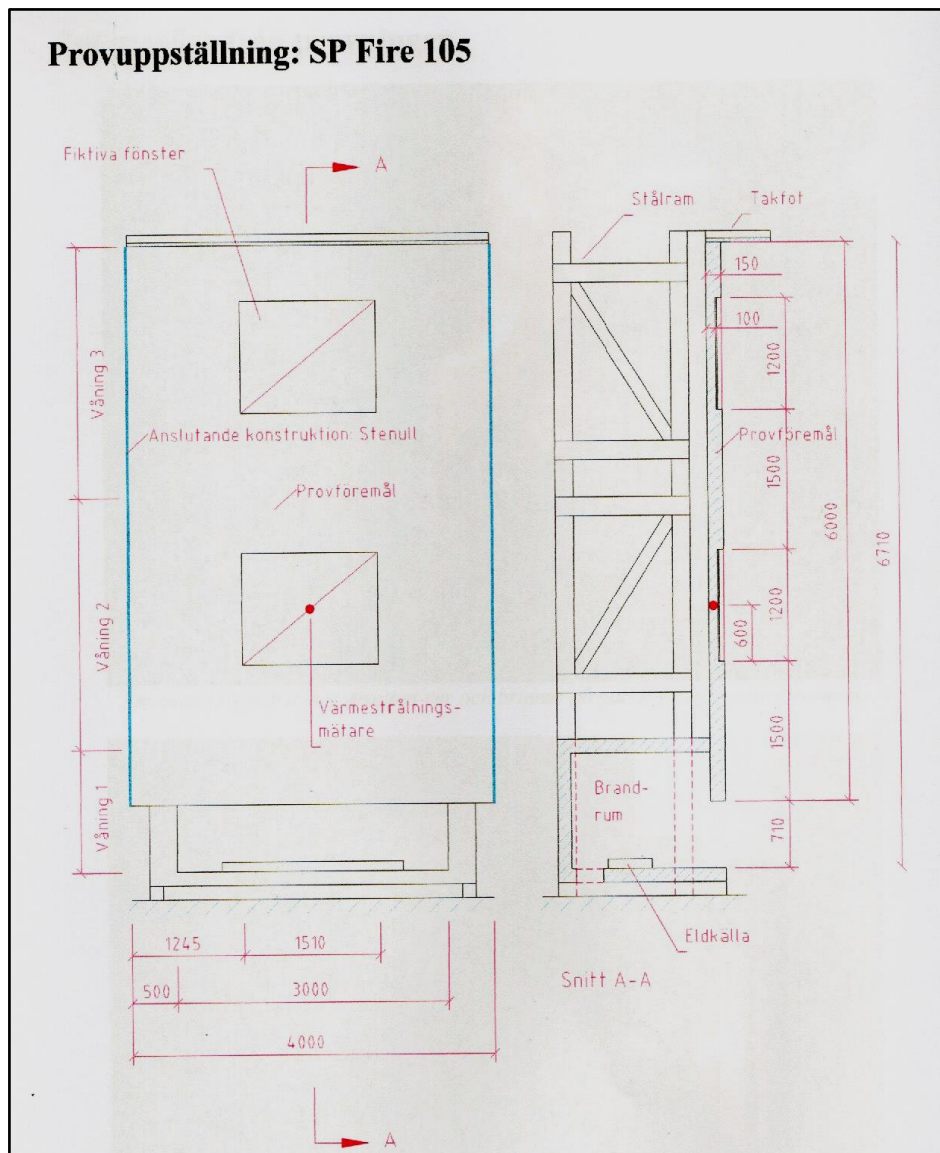 Provuppställning: SP Fire 105
Fiktiva fönster
A
Stålram
Takfot
150
100
1200
Våning 3
Anslutande konstruktion: Stenull
Provföremål
1500
Provföremål
6000
6710
Våning 2
1200
600
Värmestrålnings-
mätare
1500
Våning 1
Brand-
rum
710
1245
1510
Eldkälla
500
3000
Snitt A-A
4000
A